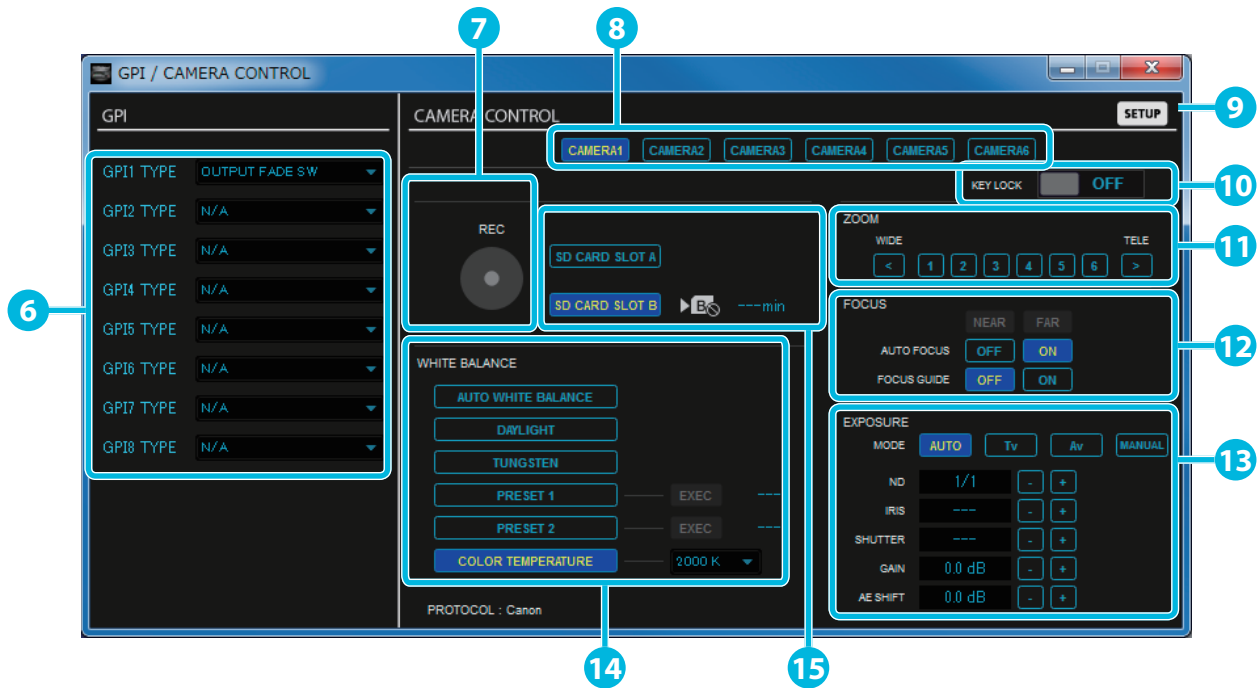 7 8
GPI / CAMERA CONTROL
GPI
CAMERA CONTROL
SETUP
9
CAMERA1 CAMERA2 CAMERA3 CAMERA4 CAMERA5 CAMERA6
KEY LOCK OFF
10
6
GPI1 TYPE OUTPUT FADE SW
GPI2 TYPE N/A
GPI3 TYPE N/A
GPI4 TYPE N/A
GPI5 TYPE N/A
GPI6 TYPE N/A
GPI7 TYPE N/A
GPI8 TYPE N/A
REC
SD CARD SLOT A
SD CARD SLOT B B ---min
ZOOM
WIDE TELE
< 1 2 3 4 5 6 >
11
FOCUS
NEAR FAR
AUTO FOCUS OFF ON
FOCUS GUIDE OFF ON
12
WHITE BALANCE
AUTO WHITE BALANCE
DAYLIGHT
TUNGSTEN
PRESET 1 EXEC ---
PRESET 2 EXEC ---
COLOR TEMPERATURE 2000 K
EXPOSURE
MODE AUTO Tv Av MANUAL
ND 1/1 - +
IRIS --- - +
SHUTTER --- - +
GAIN 0.0 dB - +
AE SHIFT 0.0 dB - +
13
PROTOCOL : Canon
14 15